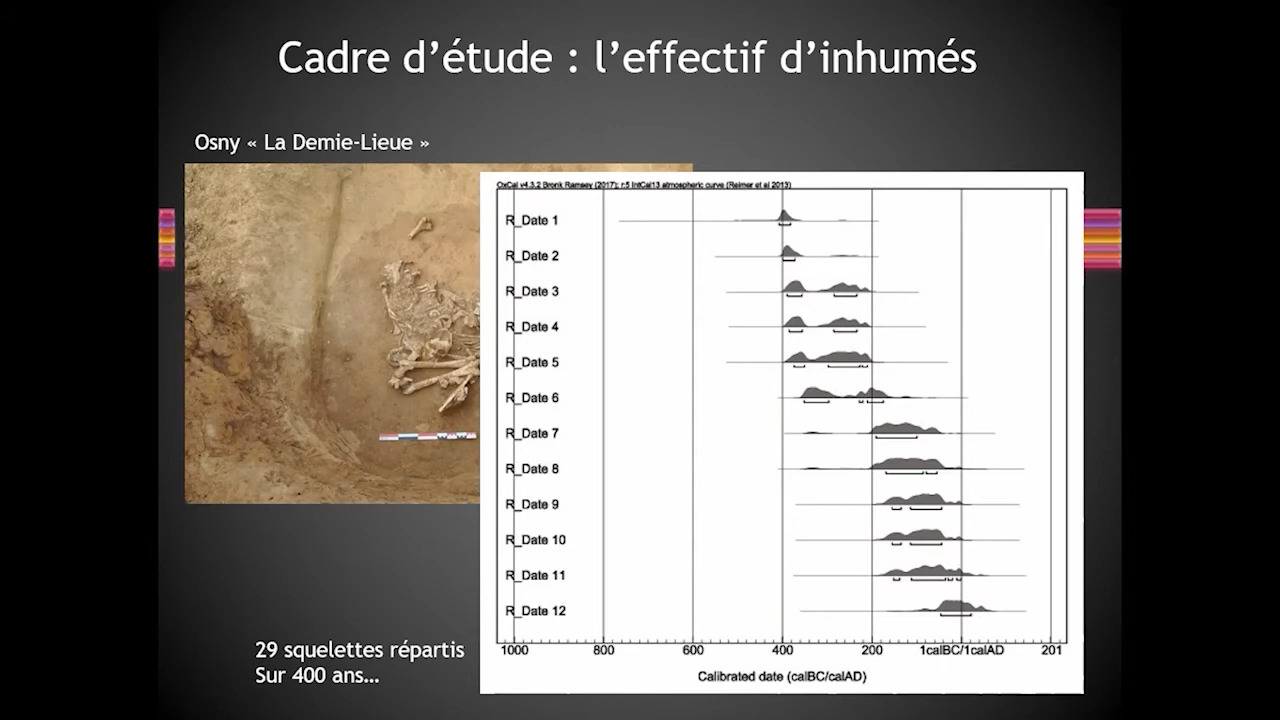 Cadre d’étude : l’effectif d’inhumés
Osny « La Demie-Lieue »
OxCal v4.3.2 Bronk Ramsey (2017); r:5 IntCal13 atmospheric curve (Reimer et al 2013)
R_Date 1
R_Date 2
R_Date 3
R_Date 4
R_Date 5
R_Date 6
R_Date 7
R_Date 8
R_Date 9
R_Date 10
R_Date 11
R_Date 12
1000 800 600 400 200 1calBC/1calAD 201
Calibrated date (calBC/calAD)
29 squelettes répartis
Sur 400 ans…